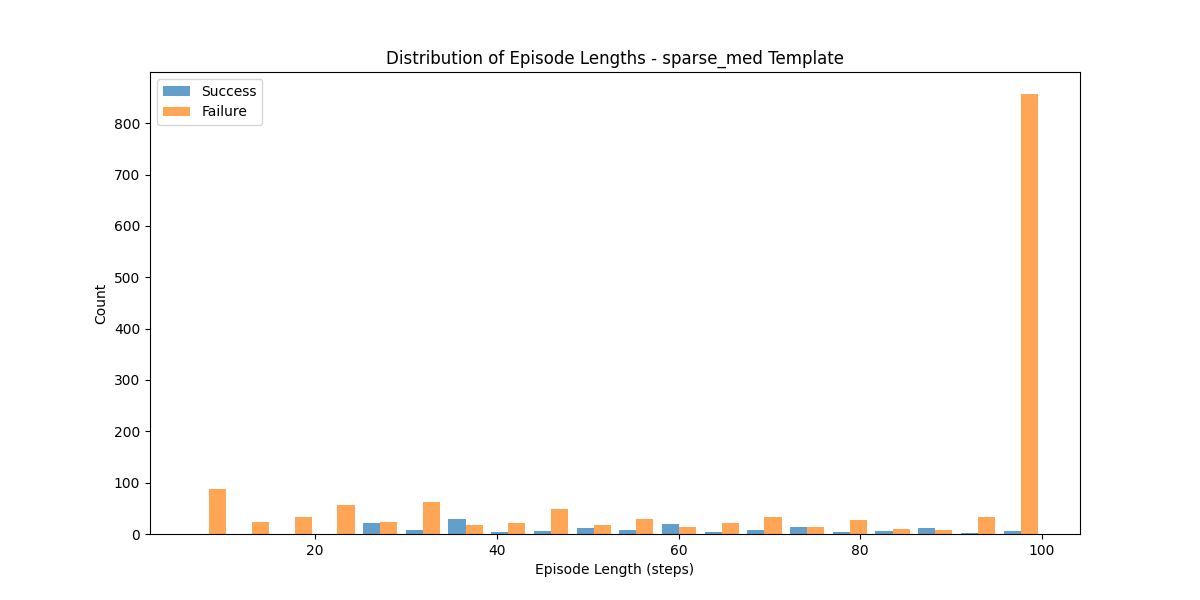 Distribution of Episode Lengths - sparse_med Template
Success
Failure
Count
800
700
600
500
400
300
200
100
0
20 40 60 80 100
Episode Length (steps)